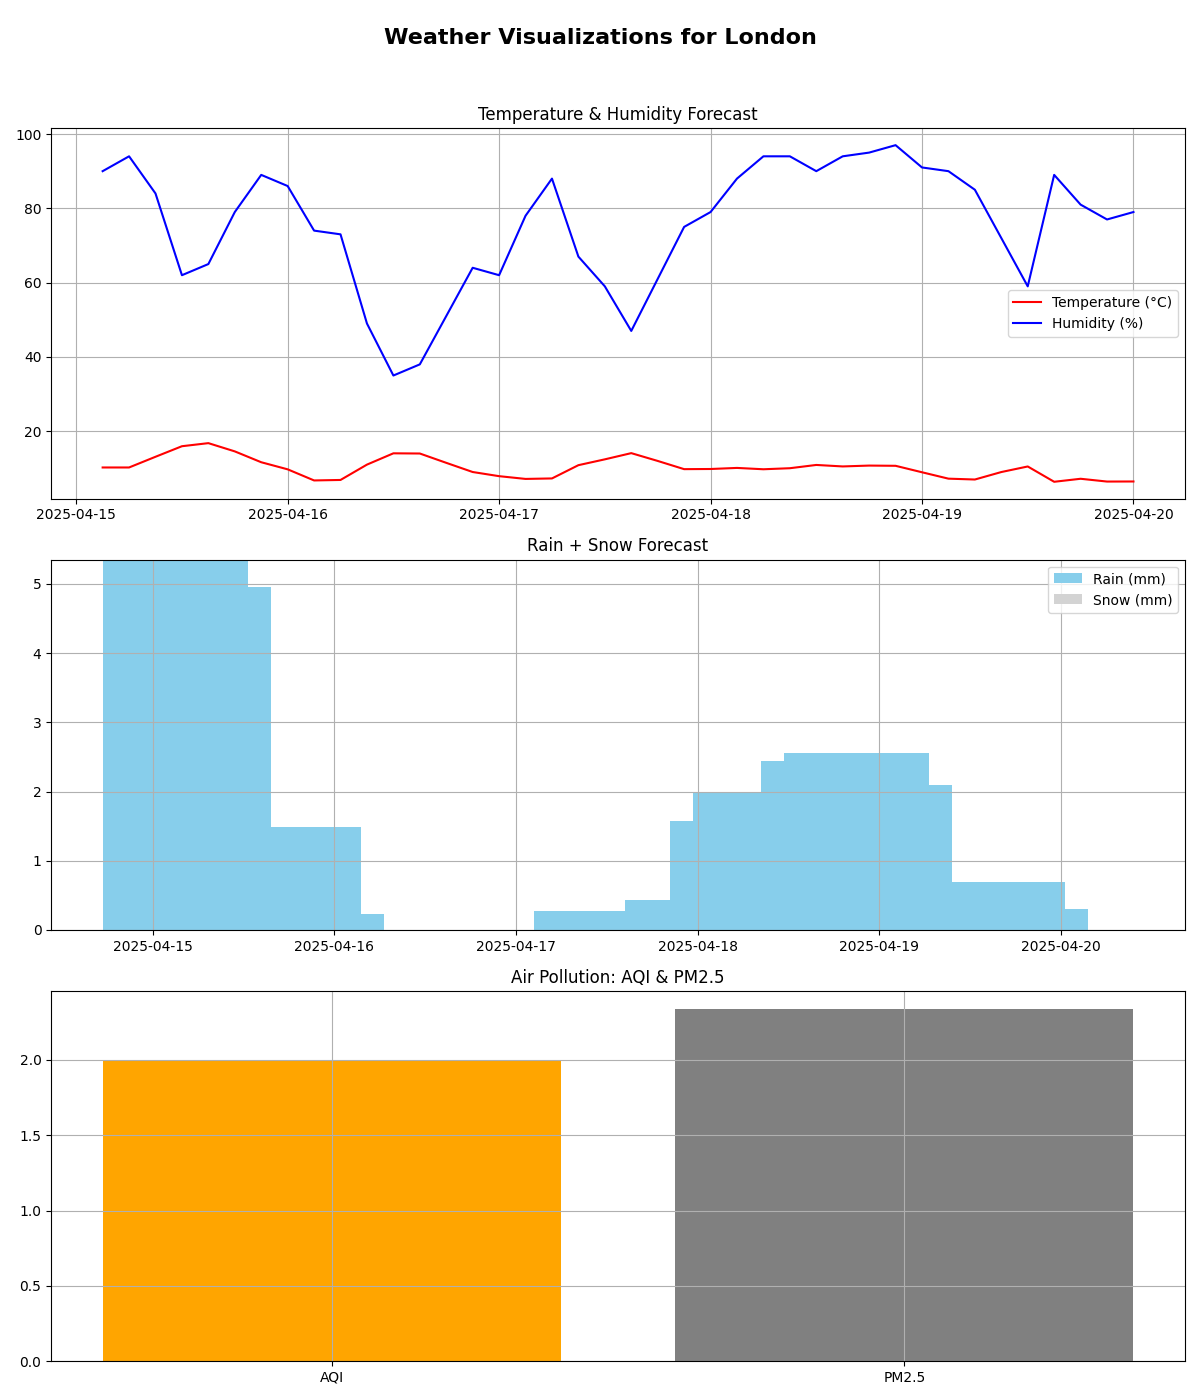 Weather Visualizations for London
Temperature & Humidity Forecast
100
80
60
40
20
Temperature (°C)
Humidity (%)
2025-04-15 2025-04-16 2025-04-17 2025-04-18 2025-04-19 2025-04-20
Rain + Snow Forecast
Rain (mm)
Snow (mm)
5
4
3
2
1
0
2025-04-15 2025-04-16 2025-04-17 2025-04-18 2025-04-19 2025-04-20
Air Pollution: AQI & PM2.5
2.0
1.5
1.0
0.5
0.0
AQI PM2.5